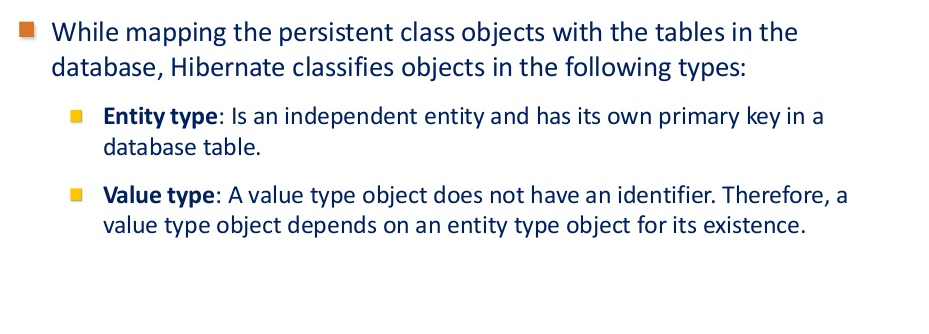 While mapping the persistent class objects with the tables in the
database, Hibernate classifies objects in the following types:
Entity type: Is an independent entity and has its own primary key in a
database table.
Value type: A value type object does not have an identifier. Therefore, a
value type object depends on an entity type object for its existence.